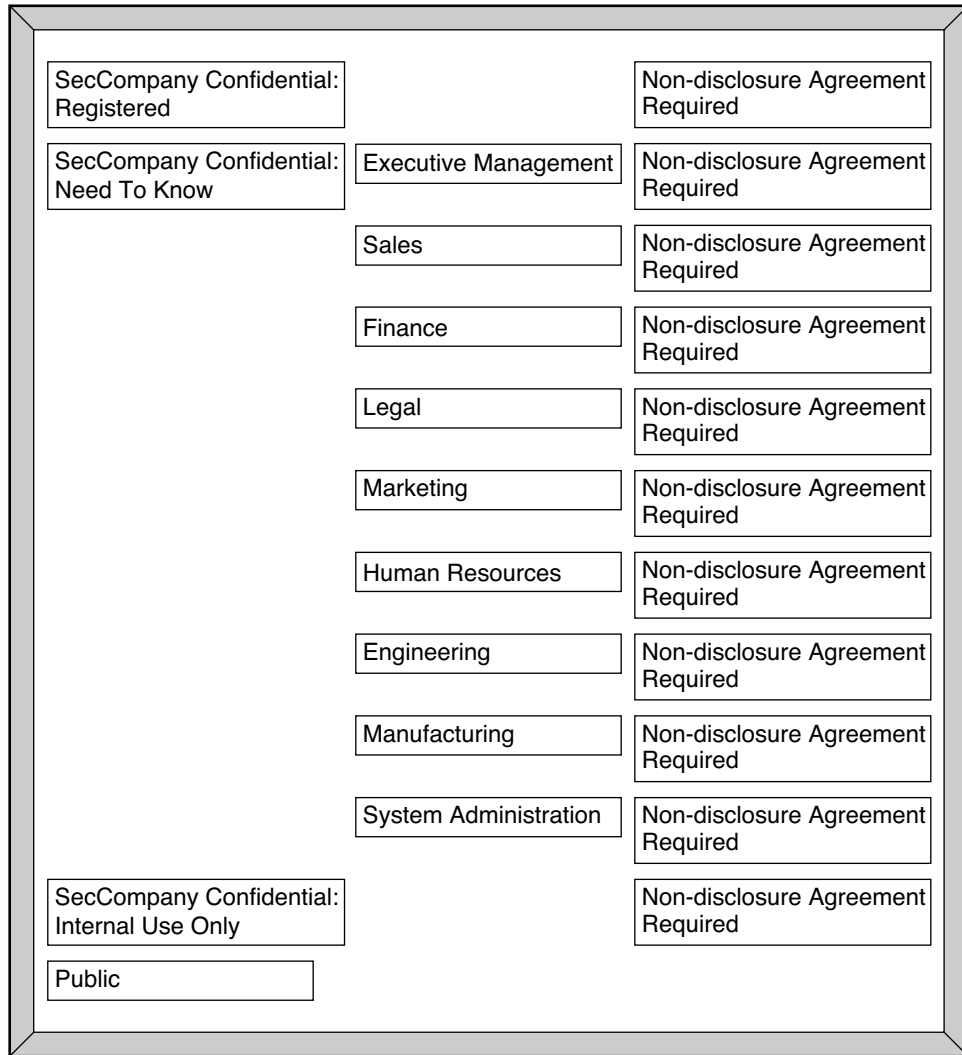 SecCompany Confidential:
Registered
Non-disclosure Agreement
Required
SecCompany Confidential:
Need To Know
Executive Management
Non-disclosure Agreement
Required
Sales
Non-disclosure Agreement
Required
Finance
Non-disclosure Agreement
Required
Legal
Non-disclosure Agreement
Required
Marketing
Non-disclosure Agreement
Required
Human Resources
Non-disclosure Agreement
Required
Engineering
Non-disclosure Agreement
Required
Manufacturing
Non-disclosure Agreement
Required
System Administration
Non-disclosure Agreement
Required
SecCompany Confidential:
Internal Use Only
Non-disclosure Agreement
Required
Public